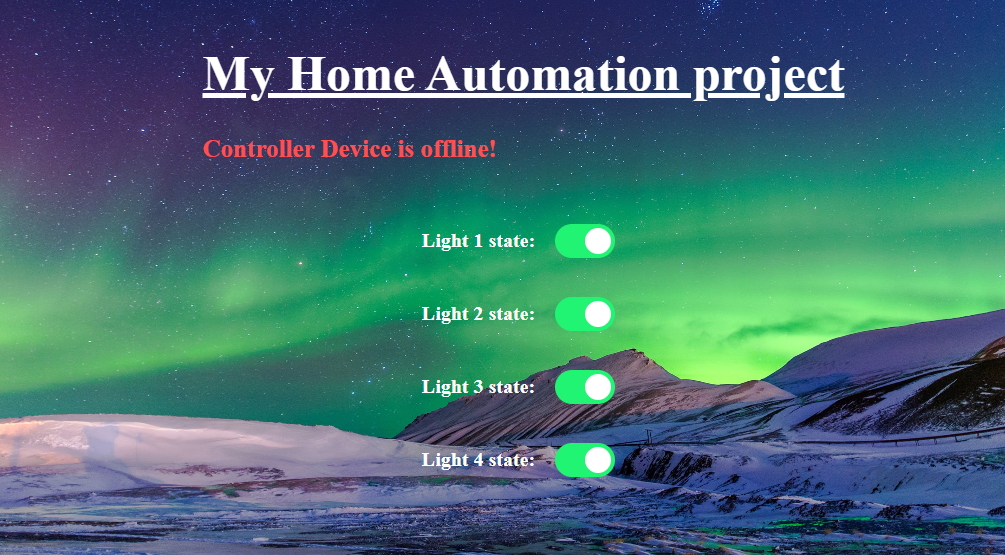 My Home Automation project
Controller Device is offline!
Light 1 state:
Light 2 state:
Light 3 state:
Light 4 state: